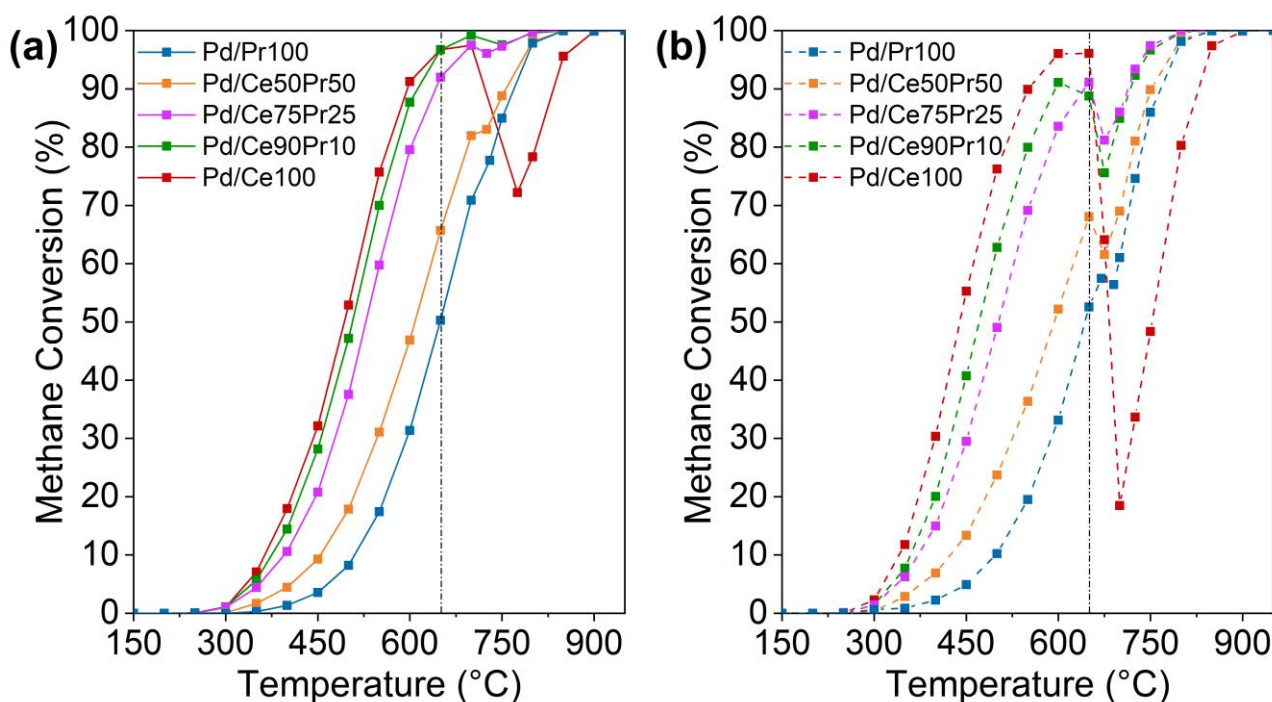 (a)
Methane Conversion (%)
100
90
80
70
60
50
40
30
20
10
0
Pd/Pr100
Pd/Ce50Pr50
Pd/Ce75Pr25
Pd/Ce90Pr10
Pd/Ce100
150 300 450 600 750 900
Temperature (°C)
(b)
Methane Conversion (%)
100
90
80
70
60
50
40
30
20
10
0
Pd/Pr100
Pd/Ce50Pr50
Pd/Ce75Pr25
Pd/Ce90Pr10
Pd/Ce100
150 300 450 600 750 900
Temperature (°C)